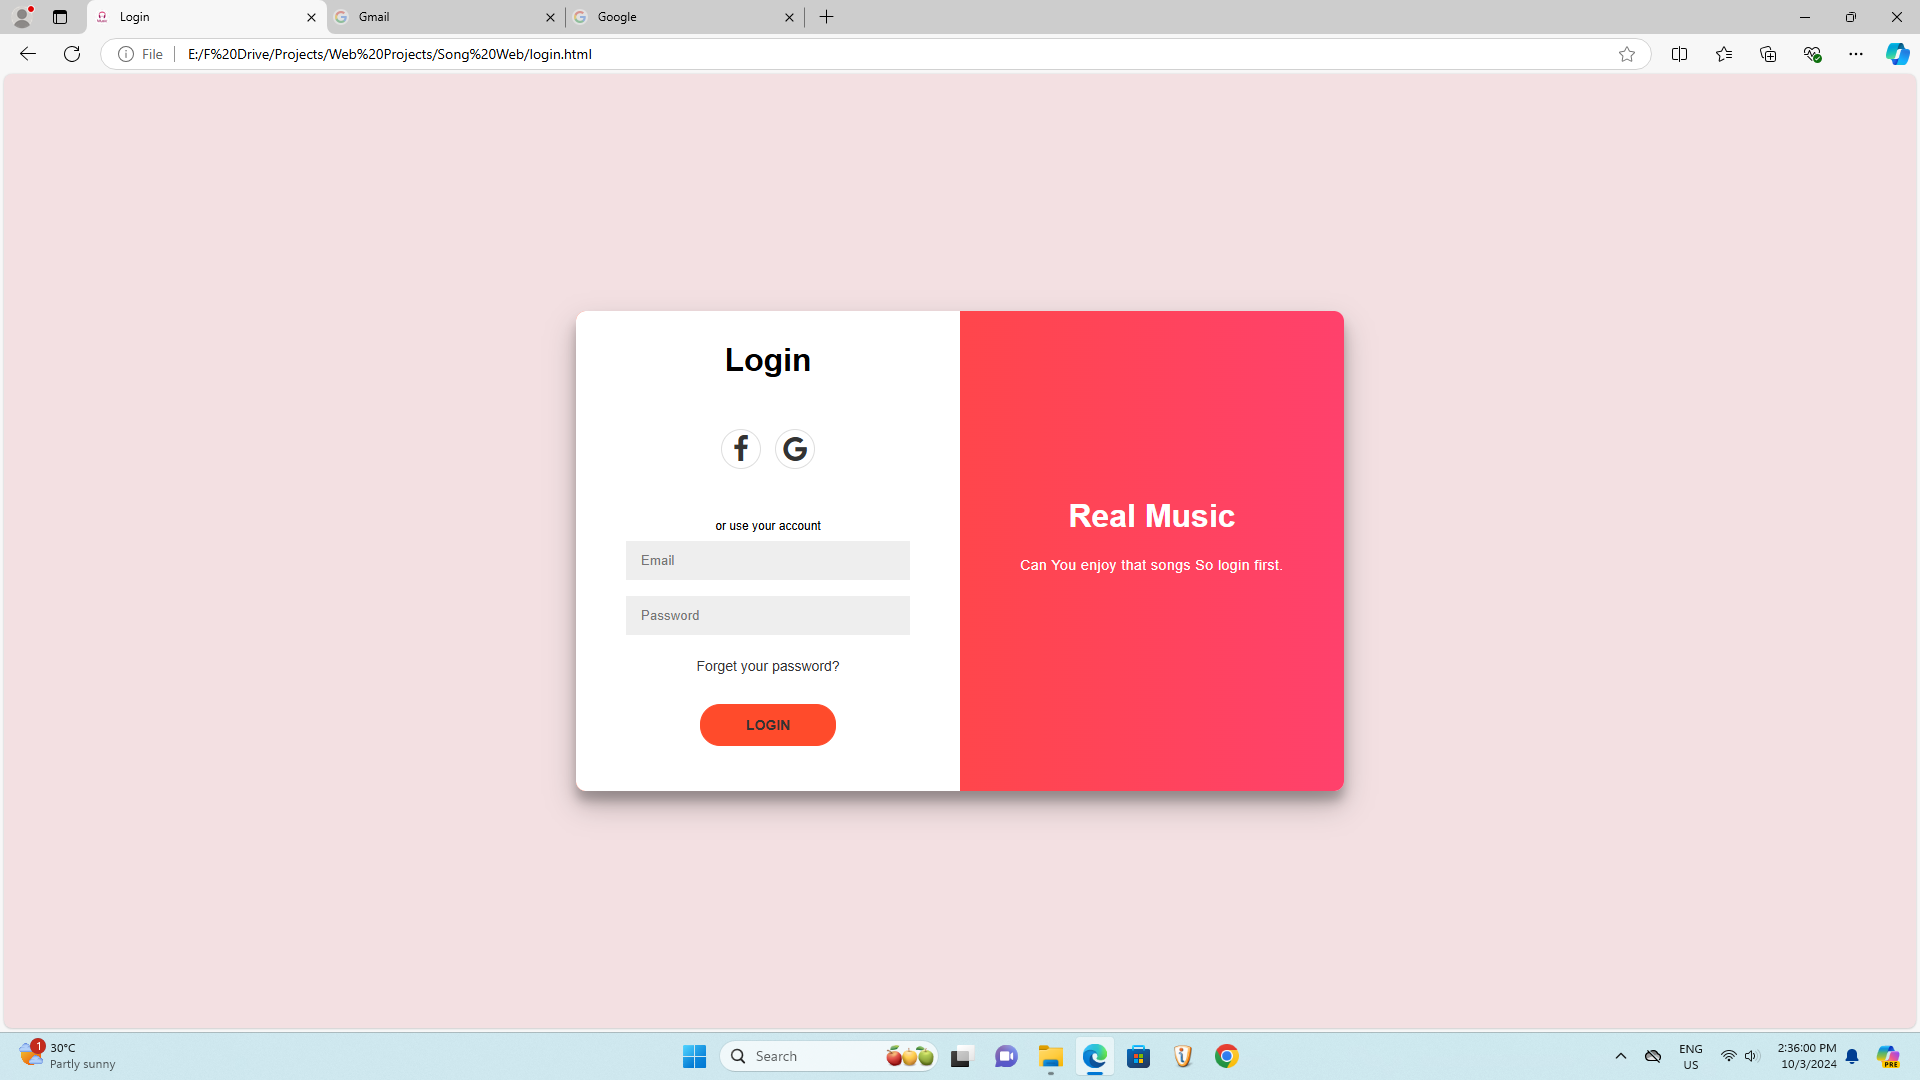 Login
Gmail
Google
File
E:/F%20Drive/Projects/Web%20Projects/Song%20Web/login.html
Login
or use your account
Email
Password
Forget your password?
LOGIN
Real Music
Can You enjoy that songs So login first.
1
30°C
Partly sunny
Search
ENG
US
2:36:00 PM
10/3/2024
PRE